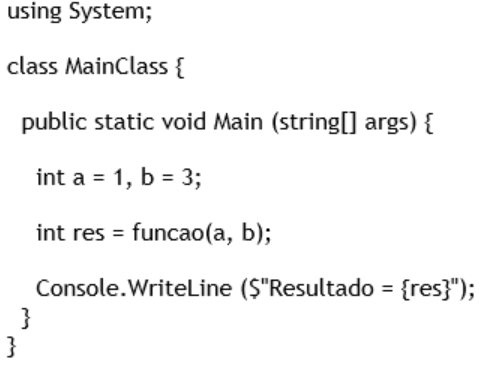 using System;
class MainClass {
public static void Main (string[] args) {
int a = 1, b = 3;
int res = funcao(a, b);
Console.WriteLine ($"Resultado = {res}");
}
}